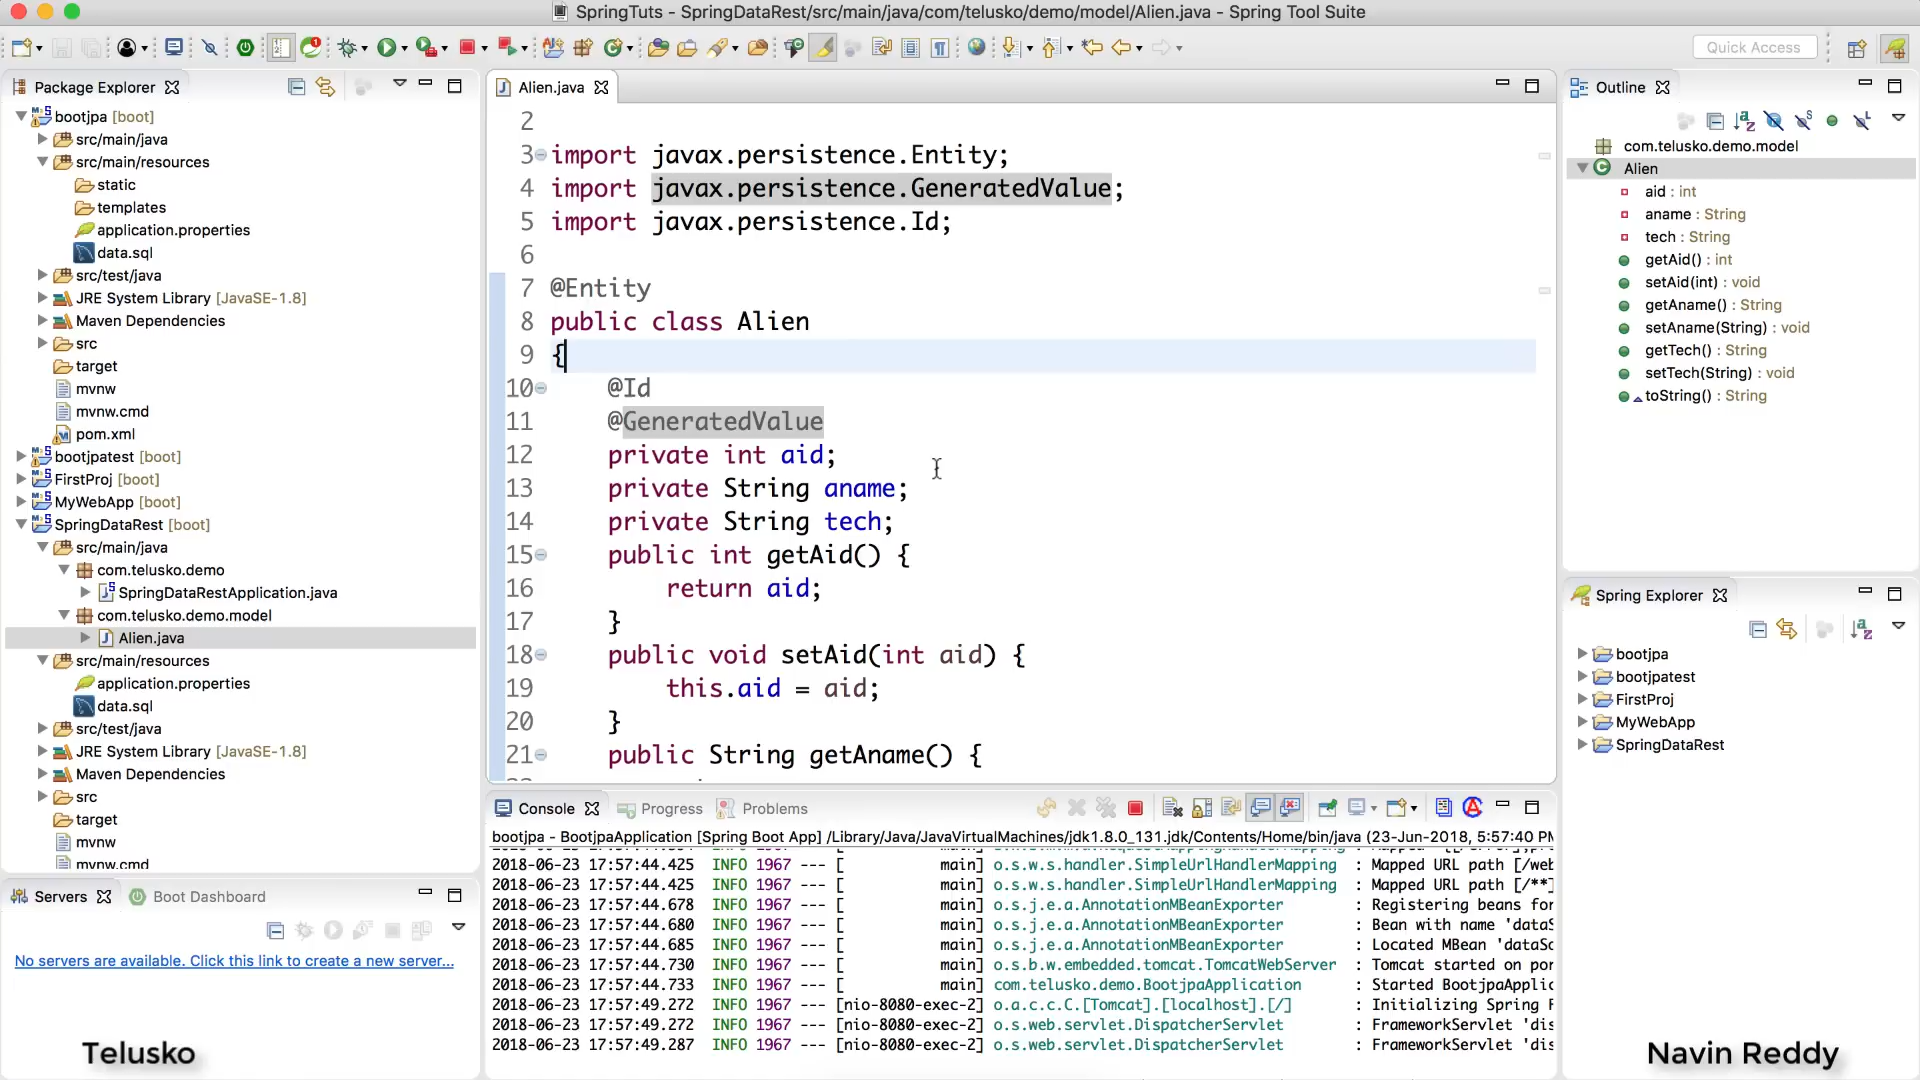 SpringTuts - SpringDataRest/src/main/java/com/telusko/demo/model/Alien.java - Spring Tool Suite
Quick Access
Package Explorer
bootjpa [boot]
src/main/java
src/main/resources
static
templates
application.properties
data.sql
src/test/java
JRE System Library [JavaSE-1.8]
Maven Dependencies
src
target
mvnw
mvnw.cmd
pom.xml
bootjpatest [boot]
FirstProj [boot]
MyWebApp [boot]
SpringDataRest [boot]
src/main/java
com.telusko.demo
SpringDataRestApplication.java
com.telusko.demo.model
Alien.java
src/main/resources
application.properties
data.sql
src/test/java
JRE System Library [JavaSE-1.8]
Maven Dependencies
src
target
mvnw
mvnw.cmd
Servers
Boot Dashboard
No servers are available. Click this link to create a new server...
Telusko
Alien.java
2
3 import javax.persistence.Entity;
4 import javax.persistence.GeneratedValue;
5 import javax.persistence.Id;
6
7 @Entity
8 public class Alien
9 {
10 @Id
11 @GeneratedValue
12 private int aid;
13 private String aname;
14 private String tech;
15 public int getAid() {
16 return aid;
17 }
18 public void setAid(int aid) {
19 this.aid = aid;
20 }
21 public String getAname() {
Console Progress Problems
bootjpa - BootjpaApplication [Spring Boot App] /Library/Java/JavaVirtualMachines/jdk1.8.0_131.jdk/Contents/Home/bin/java (23-Jun-2018, 5:57:40 PM
2018-06-23 17:57:44.425 INFO 1967 --- [ main] o.s.w.s.handler.SimpleUrlHandlerMapping : Mapped URL path [/web
2018-06-23 17:57:44.425 INFO 1967 --- [ main] o.s.w.s.handler.SimpleUrlHandlerMapping : Mapped URL path [/**]
2018-06-23 17:57:44.678 INFO 1967 --- [ main] o.s.j.e.a.AnnotationMBeanExporter : Registering beans for
2018-06-23 17:57:44.680 INFO 1967 --- [ main] o.s.j.e.a.AnnotationMBeanExporter : Bean with name 'dataS
2018-06-23 17:57:44.685 INFO 1967 --- [ main] o.s.j.e.a.AnnotationMBeanExporter : Located MBean 'dataSo
2018-06-23 17:57:44.730 INFO 1967 --- [ main] o.s.b.w.embedded.tomcat.TomcatWebServer : Tomcat started on por
2018-06-23 17:57:44.733 INFO 1967 --- [ main] com.telusko.demo.BootjpaApplication : Started BootjpaApplic
2018-06-23 17:57:49.272 INFO 1967 --- [nio-8080-exec-2] o.a.c.c.C.[Tomcat].[localhost].[/] : Initializing Spring F
2018-06-23 17:57:49.272 INFO 1967 --- [nio-8080-exec-2] o.s.web.servlet.DispatcherServlet : FrameworkServlet 'dis
2018-06-23 17:57:49.287 INFO 1967 --- [nio-8080-exec-2] o.s.web.servlet.DispatcherServlet : FrameworkServlet 'dis
Outline
com.telusko.demo.model
Alien
aid : int
aname : String
tech : String
getAid() : int
setAid(int) : void
getAname() : String
setAname(String) : void
getTech() : String
setTech(String) : void
toString() : String
Spring Explorer
bootjpa
bootjpatest
FirstProj
MyWebApp
SpringDataRest
Navin Reddy